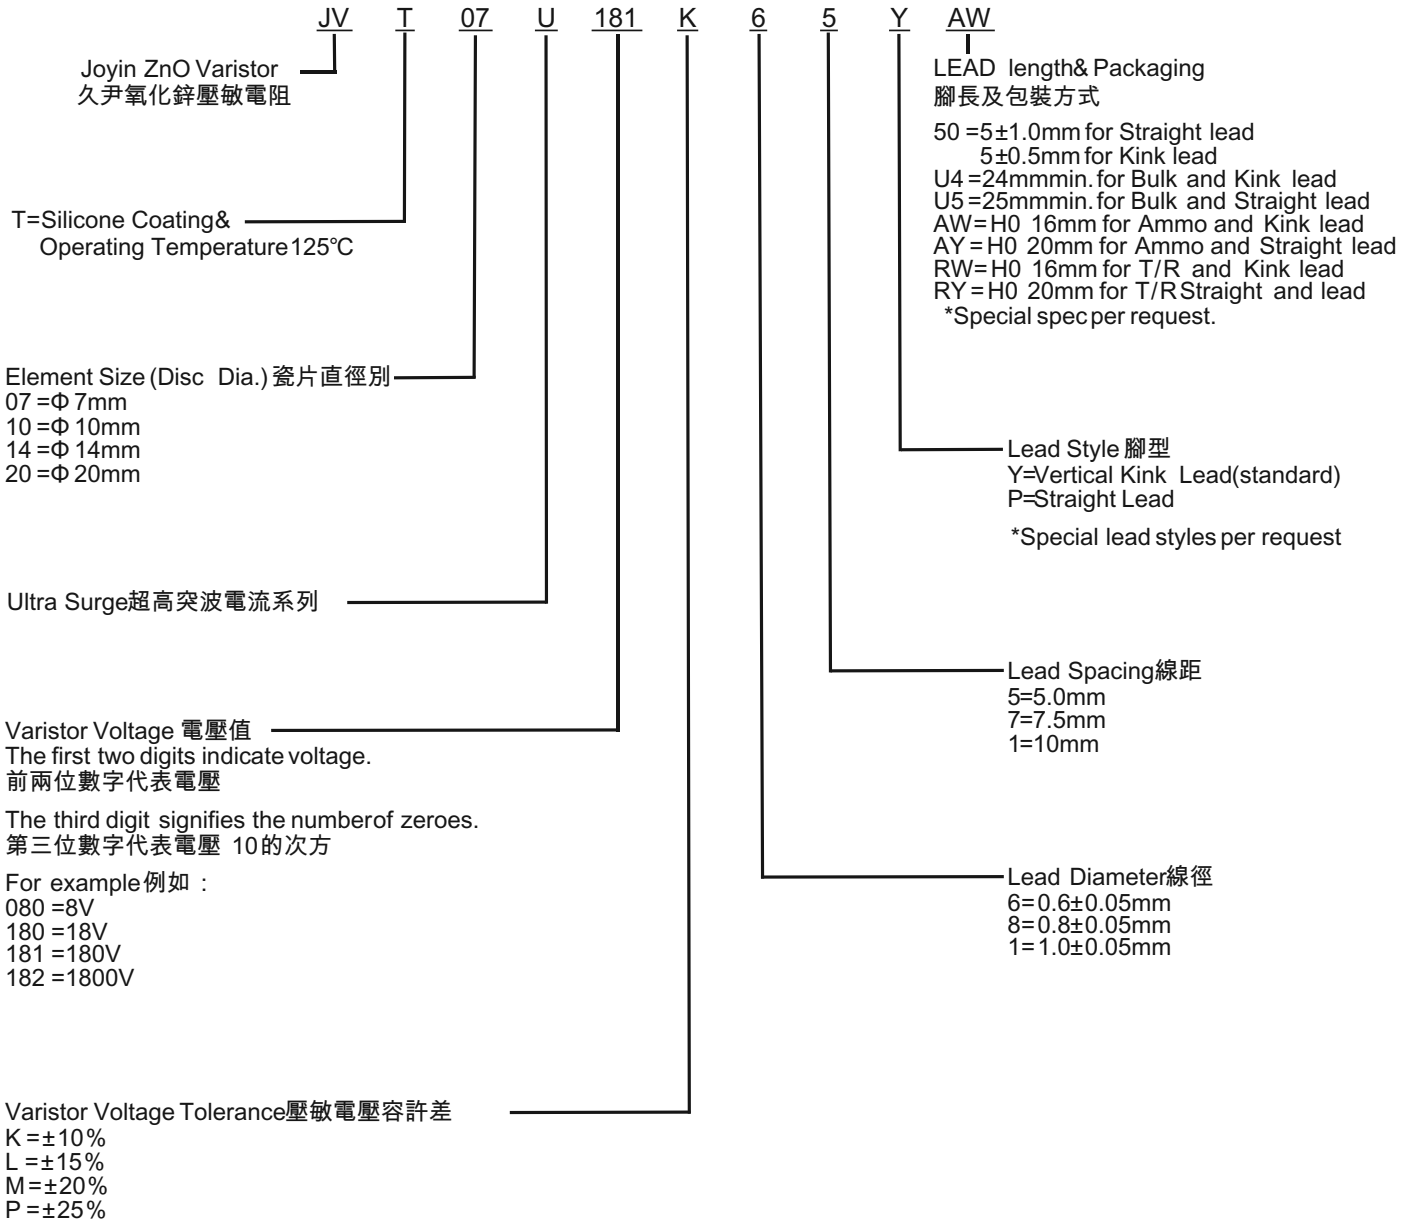 JV T 07 U 181 K 6 5 Y AW
Joyin ZnO Varistor
久尹氧化鋅壓敏電阻
LEAD length& Packaging
腳長及包裝方式
50 =5±1.0mm for Straight lead
5±0.5mm for Kink lead
U4 =24mmmin. for Bulk and Kink lead
U5 =25mmmin. for Bulk and Straight lead
AW=H0 16mm for Ammo and Kink lead
AY=H0 20mm for Ammo and Straight lead
RW=H0 16mm for T/R and Kink lead
RY=H0 20mm for T/R Straight and lead
*Special spec per request.
T=Silicone Coating&
Operating Temperature 125°C
Element Size (Disc Dia.) 瓷片直徑別
07 =Φ 7mm
10 =Φ 10mm
14 =Φ 14mm
20 =Φ 20mm
Lead Style 腳型
Y=Vertical Kink Lead(standard)
P=Straight Lead
*Special lead styles per request
Ultra Surge超高突波電流系列
Lead Spacing線距
5=5.0mm
7=7.5mm
1=10mm
Varistor Voltage 電壓值
The first two digits indicate voltage.
前兩位數字代表電壓
The third digit signifies the numberof zeroes.
第三位數字代表電壓 10的次方
For example例如 :
080 =8V
180 =18V
181 =180V
182 =1800V
Lead Diameter線徑
6=0.6±0.05mm
8=0.8±0.05mm
1=1.0±0.05mm
Varistor Voltage Tolerance壓敏電壓容許差
K =±10%
L =±15%
M=±20%
P =±25%